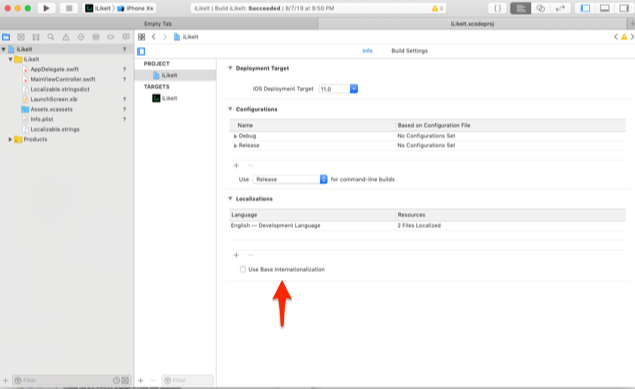 iLikeIt
iPhone Xs
iLikeIt | Build iLikeIt: Succeeded | 8/7/19 at 9:50 PM
1
Empty Tab
iLikeIt.xcodeproj
iLikeIt
?
iLikeIt
AppDelegate.swift
?
MainViewController.swift
?
Localizable.stringsdict
LaunchScreen.xib
?
Assets.xcassets
?
Info.plist
?
Localizable.strings
Products
Filter
iLikeIt
Info
Build Settings
PROJECT
iLikeIt
TARGETS
iLikeIt
Filter
Deployment Target
iOS Deployment Target
11.0
Configurations
Name
Based on Configuration File
Debug
No Configurations Set
Release
No Configurations Set
Use
Release
for command-line builds
Localizations
Language
Resources
English — Development Language
2 Files Localized
Use Base Internationalization